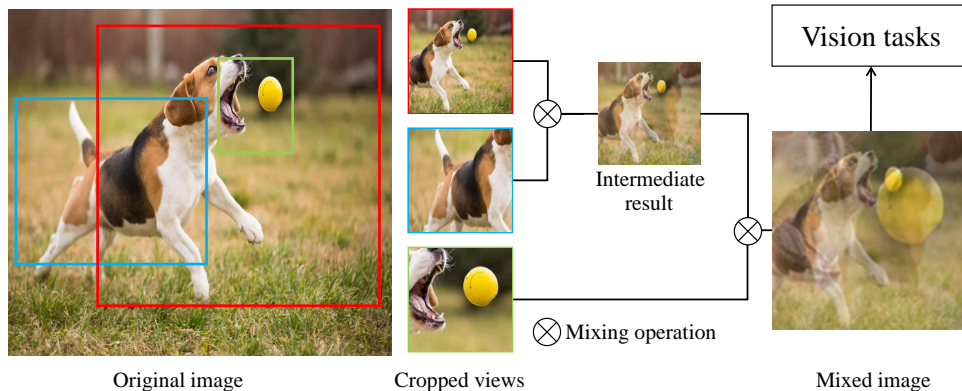 Vision tasks
Intermediate
result
Mixing operation
Original image
Cropped views
Mixed image